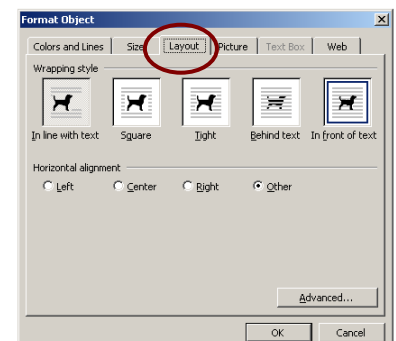 Format Object
Colors and Lines Size Layout Picture Text Box Web
Wrapping style
In line with text Square Tight Behind text In front of text
Horizontal alignment
Left Center Right Other
Advanced...
OK Cancel